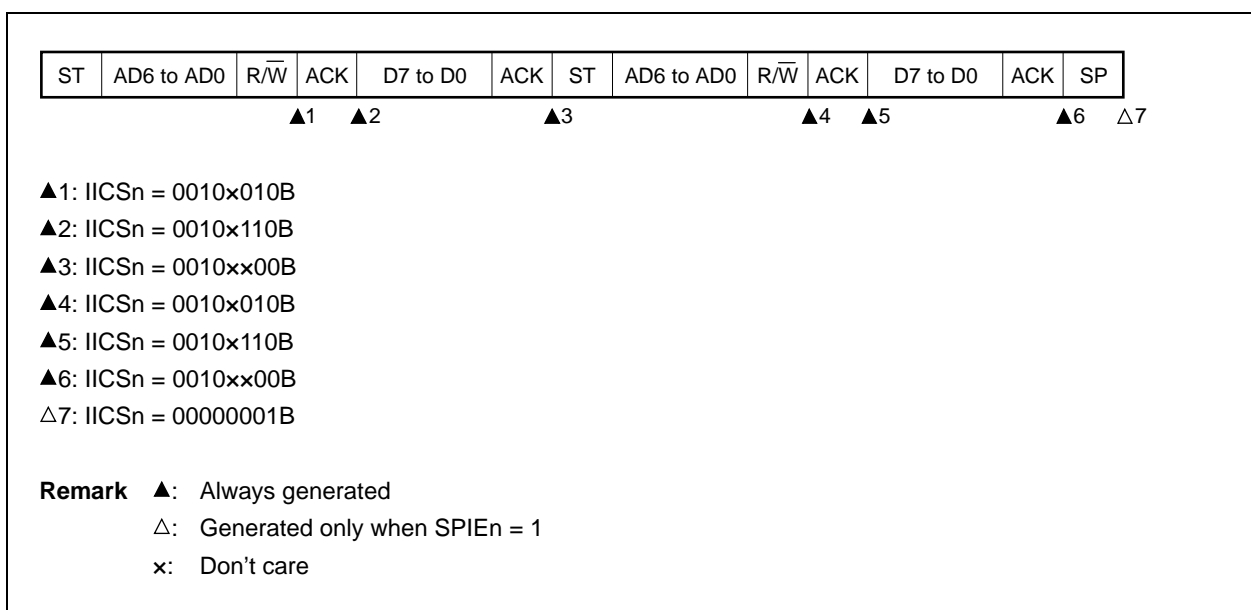 ST AD6 to AD0 R/W̅ ACK D7 to D0 ACK ST AD6 to AD0 R/W̅ ACK D7 to D0 ACK SP
▲1 ▲2 ▲3 ▲4 ▲5 ▲6 △7
▲1: IICSn = 0010×010B
▲2: IICSn = 0010×110B
▲3: IICSn = 0010××00B
▲4: IICSn = 0010×010B
▲5: IICSn = 0010×110B
▲6: IICSn = 0010××00B
△7: IICSn = 00000001B
Remark ▲: Always generated
△: Generated only when SPIEn = 1
×: Don't care